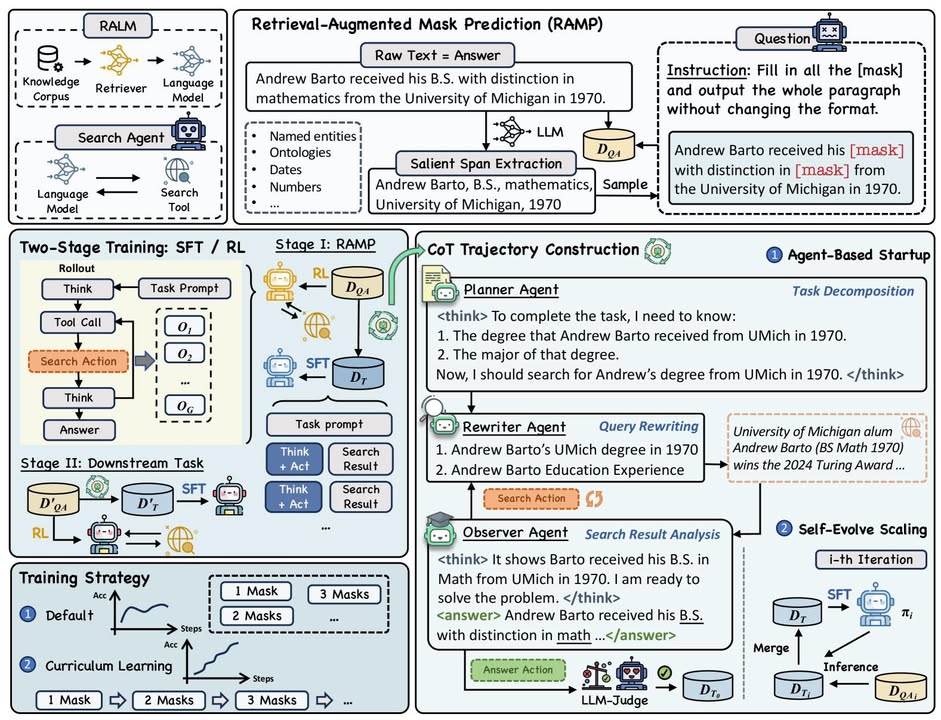 RALM
Knowledge
Corpus
Retriever
Language
Model
Search Agent
Language
Model
Search
Tool
Retrieval-Augmented Mask Prediction (RAMP)
Raw Text = Answer
Andrew Barto received his B.S. with distinction in
mathematics from the University of Michigan in 1970.
• Named entities
• Ontologies
• Dates
• Numbers
• ...
LLM
Salient Span Extraction
Andrew Barto, B.S., mathematics,
University of Michigan, 1970
D_QA
Sample
Question
Instruction: Fill in all the [mask]
and output the whole paragraph
without changing the format.
Andrew Barto received his [mask]
with distinction in [mask] from
the University of Michigan in 1970.
Two-Stage Training: SFT / RL
Rollout
Think
Task Prompt
Tool Call
Search Action
Think
Answer
O_1
O_2
...
O_G
Stage I: RAMP
RL
D_QA
SFT
D_T
Task prompt
Think
+ Act
Search
Result
Think
+ Act
Search
Result
...
Stage II: Downstream Task
D'_QA
D'_T
SFT
RL
Training Strategy
1 Default
Acc
Steps
1 Mask
3 Masks
2 Masks
...
2 Curriculum Learning
Acc
Steps
1 Mask
2 Masks
3 Masks
...
CoT Trajectory Construction
1 Agent-Based Startup
Planner Agent
Task Decomposition
<think> To complete the task, I need to know:
1. The degree that Andrew Barto received from UMich in 1970.
2. The major of that degree.
Now, I should search for Andrew's degree from UMich in 1970. </think>
Rewriter Agent
Query Rewriting
1. Andrew Barto's UMich degree in 1970
2. Andrew Barto Education Experience
University of Michigan alum
Andrew Barto (BS Math 1970)
wins the 2024 Turing Award ...
Search Action
Observer Agent
Search Result Analysis
<think> It shows Barto received his B.S. in
Math from UMich in 1970. I am ready to
solve the problem. </think>
<answer> Andrew Barto received his B.S.
with distinction in math ...</answer>
Answer Action
LLM-Judge
D_T0
2 Self-Evolve Scaling
i-th Iteration
D_T
SFT
π_i
Merge
Inference
D_Ti
D_QAi